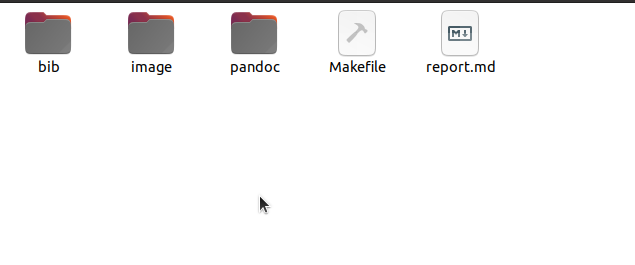 bib
image
pandoc
Makefile
M
report.md